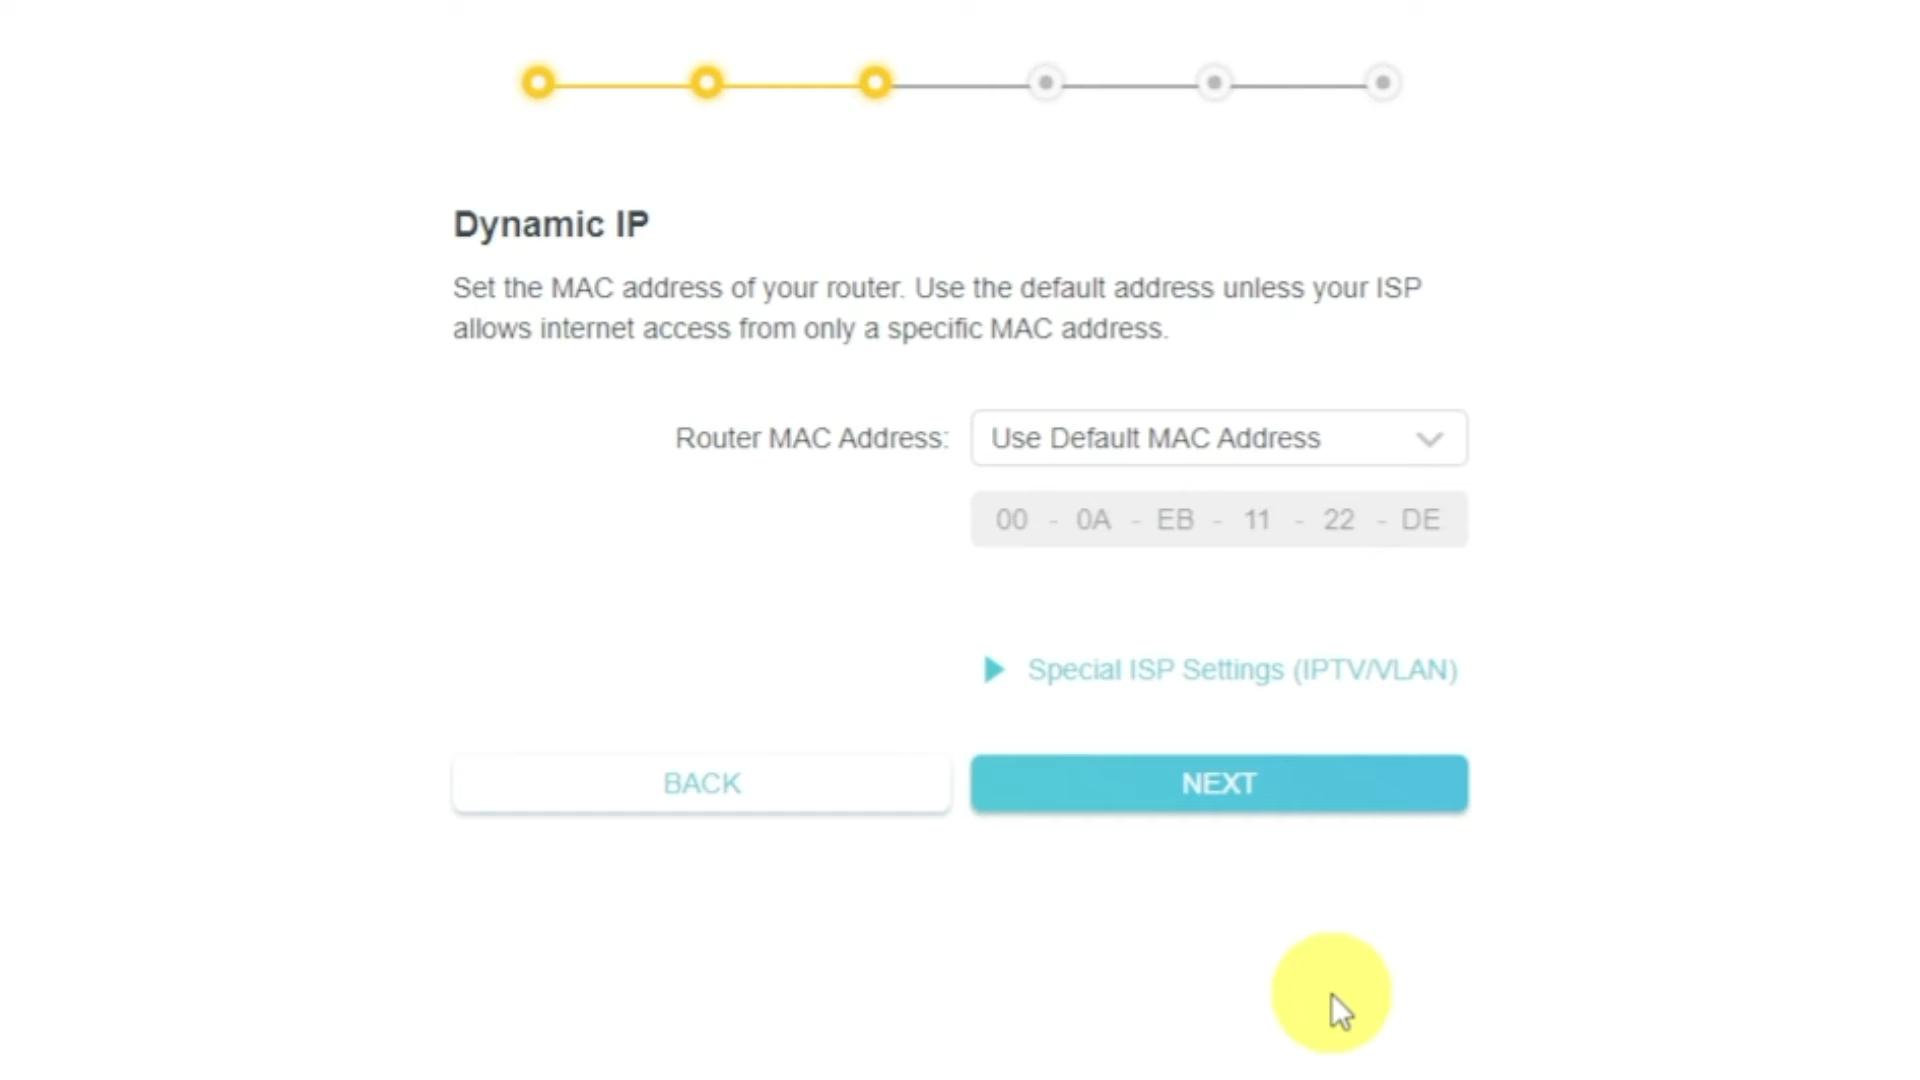 Dynamic IP
Set the MAC address of your router. Use the default address unless your ISP
allows internet access from only a specific MAC address.
Router MAC Address: Use Default MAC Address
00 - 0A - EB - 11 - 22 - DE
Special ISP Settings (IPTV/VLAN)
BACK NEXT